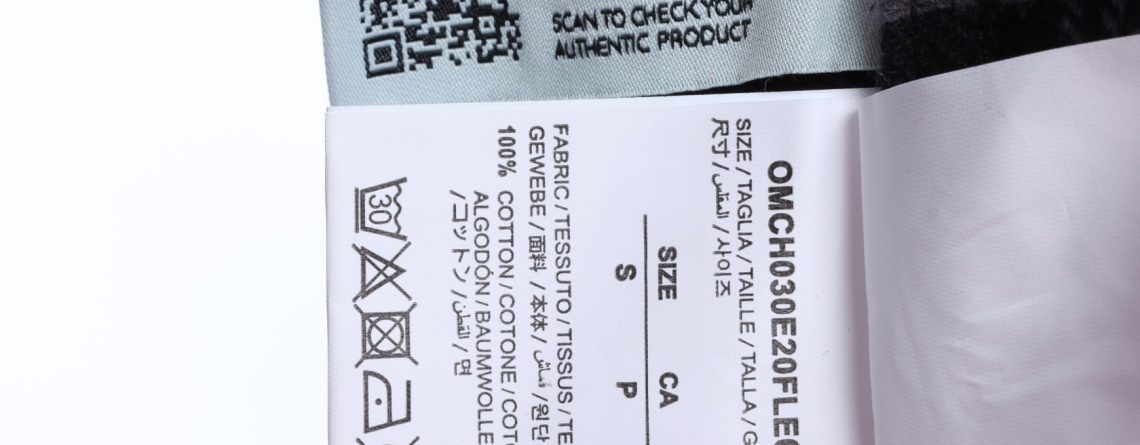 SCAN TO CHECK YOUR
AUTHENTIC PRODUCT
OMCH030E20FLE
SIZE / TAGLIA / TAILLE / TALLA / G
尺寸 / المقاس / 사이즈
SIZE CA
S P
FABRIC / TESSUTO / TISSUS / TE
GEWEBE / 面料 / 本体 / قماش / 원단
100% COTTON / COTONE / COT
ALGODÓN / BAUMWOLLE
/ コットン / القطن / 면
30